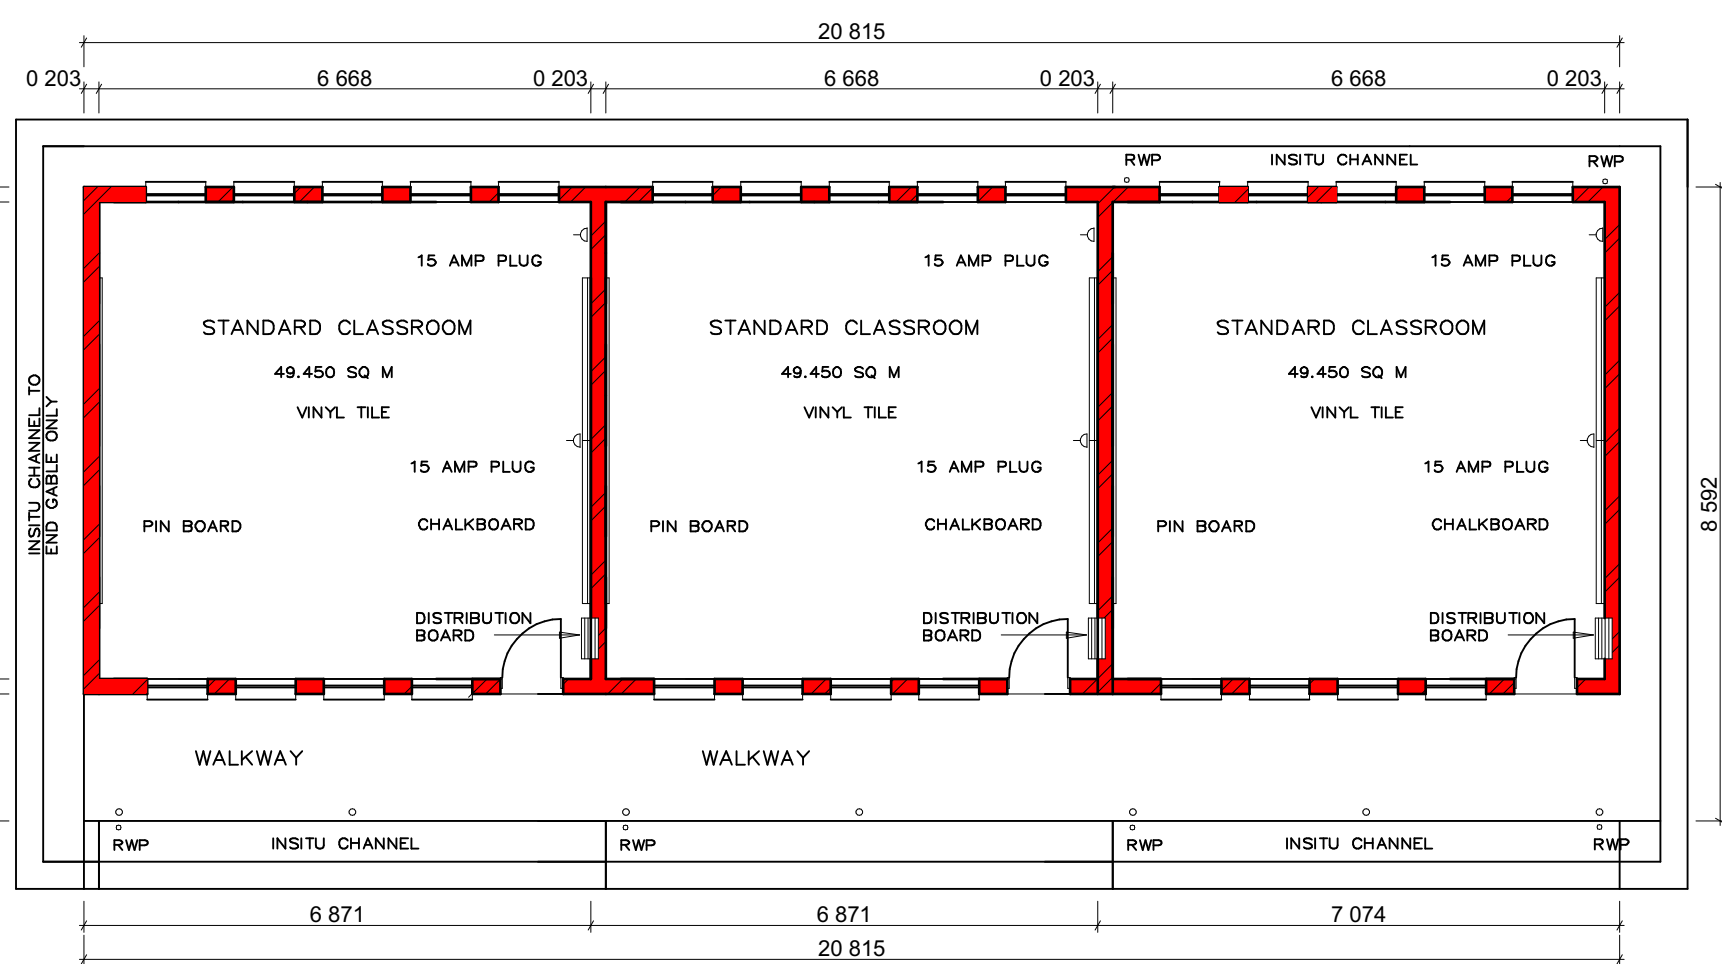 20 815
0 203 6 668 0 203 6 668 0 203 6 668 0 203
RWP INSITU CHANNEL RWP
15 AMP PLUG 15 AMP PLUG 15 AMP PLUG
STANDARD CLASSROOM STANDARD CLASSROOM STANDARD CLASSROOM
49.450 SQ M 49.450 SQ M 49.450 SQ M
VINYL TILE VINYL TILE VINYL TILE
INSITU CHANNEL TO
END GABLE ONLY
15 AMP PLUG 15 AMP PLUG 15 AMP PLUG
8 592
PIN BOARD CHALKBOARD PIN BOARD CHALKBOARD PIN BOARD CHALKBOARD
DISTRIBUTION DISTRIBUTION DISTRIBUTION
BOARD BOARD BOARD
WALKWAY WALKWAY
RWP INSITU CHANNEL RWP RWP INSITU CHANNEL RWP
6 871 6 871 7 074
20 815